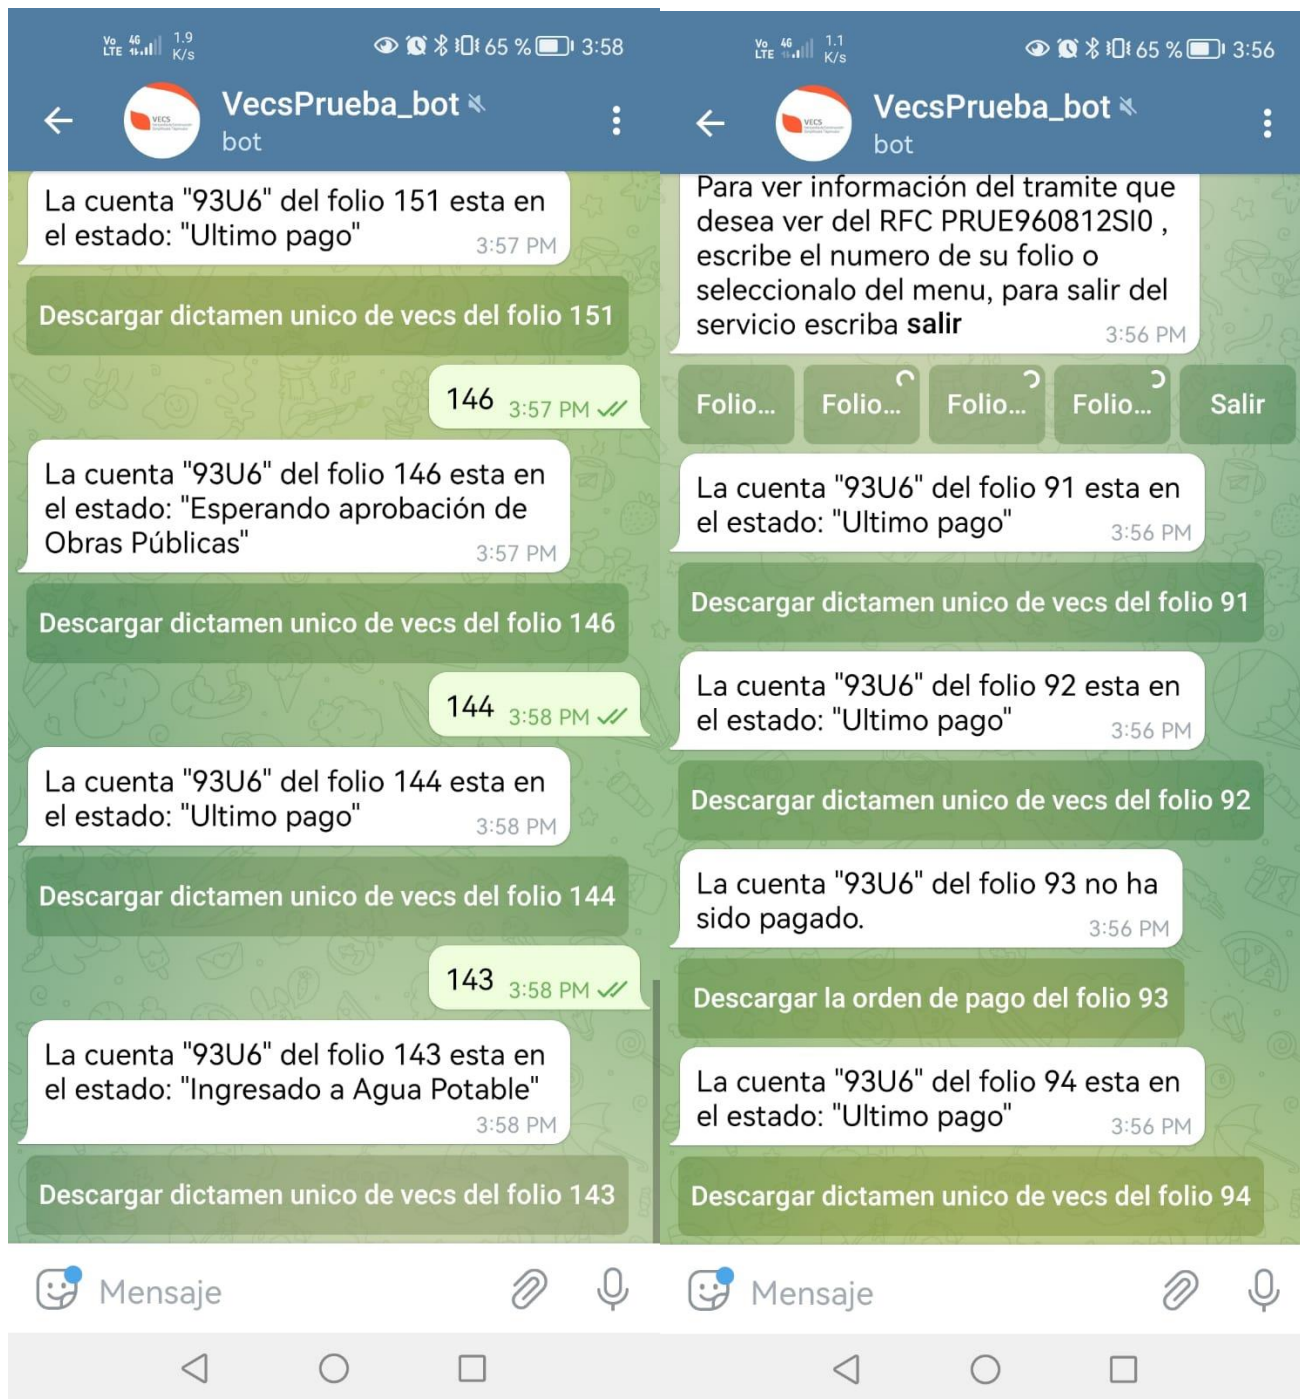 Vo LTE 4G 1.9 K/s 65 % 3:58
VecsPrueba_bot
bot
VECS
La cuenta "93U6" del folio 151 esta en
el estado: "Ultimo pago" 3:57 PM
Descargar dictamen unico de vecs del folio 151
146 3:57 PM
La cuenta "93U6" del folio 146 esta en
el estado: "Esperando aprobación de
Obras Públicas" 3:57 PM
Descargar dictamen unico de vecs del folio 146
144 3:58 PM
La cuenta "93U6" del folio 144 esta en
el estado: "Ultimo pago" 3:58 PM
Descargar dictamen unico de vecs del folio 144
143 3:58 PM
La cuenta "93U6" del folio 143 esta en
el estado: "Ingresado a Agua Potable"
3:58 PM
Descargar dictamen unico de vecs del folio 143
Mensaje
Vo LTE 4G 1.1 K/s 65 % 3:56
VecsPrueba_bot
bot
VECS
Para ver información del tramite que
desea ver del RFC PRUE960812SI0 ,
escribe el numero de su folio o
seleccionalo del menu, para salir del
servicio escriba salir 3:56 PM
Folio... Folio... Folio... Folio... Salir
La cuenta "93U6" del folio 91 esta en
el estado: "Ultimo pago" 3:56 PM
Descargar dictamen unico de vecs del folio 91
La cuenta "93U6" del folio 92 esta en
el estado: "Ultimo pago" 3:56 PM
Descargar dictamen unico de vecs del folio 92
La cuenta "93U6" del folio 93 no ha
sido pagado. 3:56 PM
Descargar la orden de pago del folio 93
La cuenta "93U6" del folio 94 esta en
el estado: "Ultimo pago" 3:56 PM
Descargar dictamen unico de vecs del folio 94
Mensaje